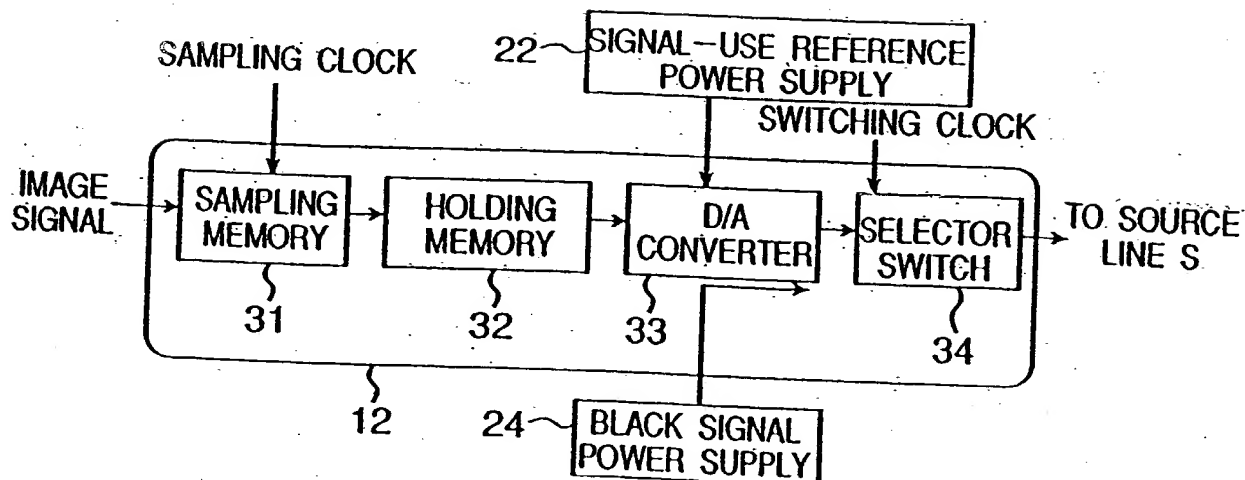 22
SIGNAL-USE REFERENCE
POWER SUPPLY
SAMPLING CLOCK
SWITCHING CLOCK
IMAGE
SIGNAL
SAMPLING
MEMORY
HOLDING
MEMORY
D/A
CONVERTER
SELECTOR
SWITCH
TO SOURCE
LINE S
31
32
33
34
12
24
BLACK SIGNAL
POWER SUPPLY